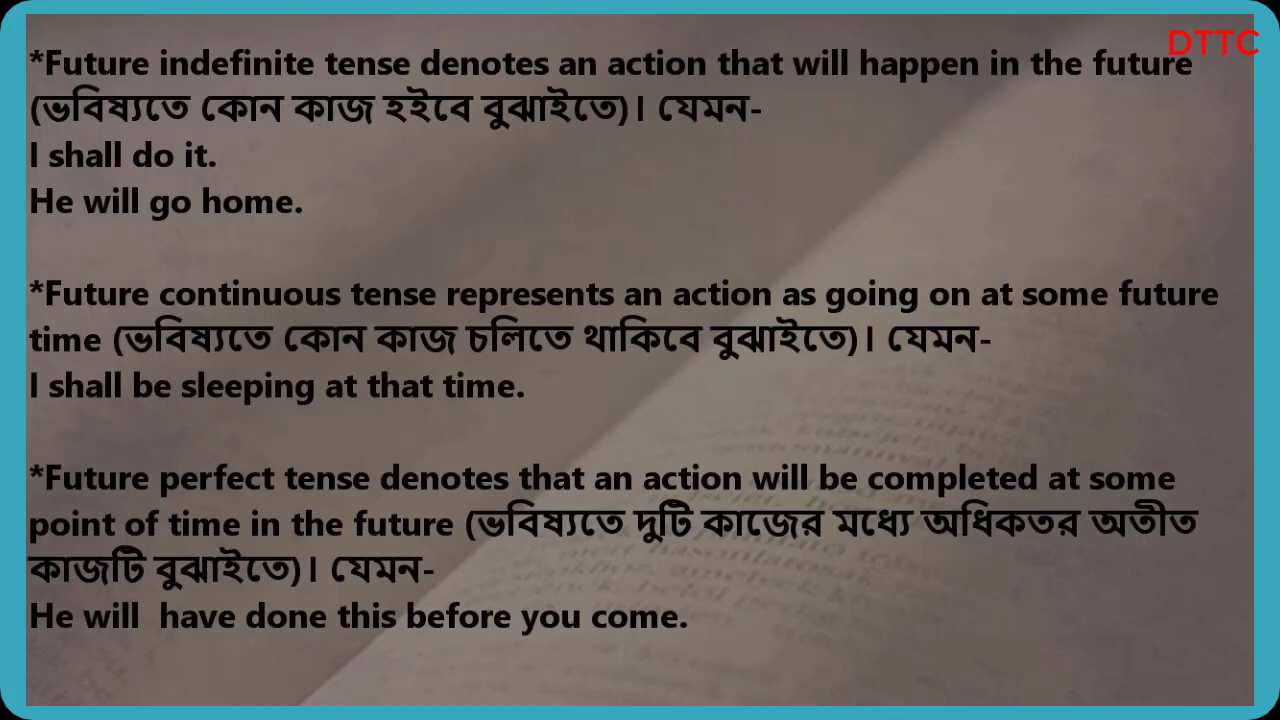 DTTC
*Future indefinite tense denotes an action that will happen in the future
(ভবিষ্যতে কোন কাজ হইবে বুঝাইতে)। যেমন-
I shall do it.
He will go home.
*Future continuous tense represents an action as going on at some future
time (ভবিষ্যতে কোন কাজ চলিতে থাকিবে বুঝাইতে)। যেমন-
I shall be sleeping at that time.
*Future perfect tense denotes that an action will be completed at some
point of time in the future (ভবিষ্যতে দুটি কাজের মধ্যে অধিকতর অতীত
কাজটি বুঝাইতে)। যেমন-
He will  have done this before you come.